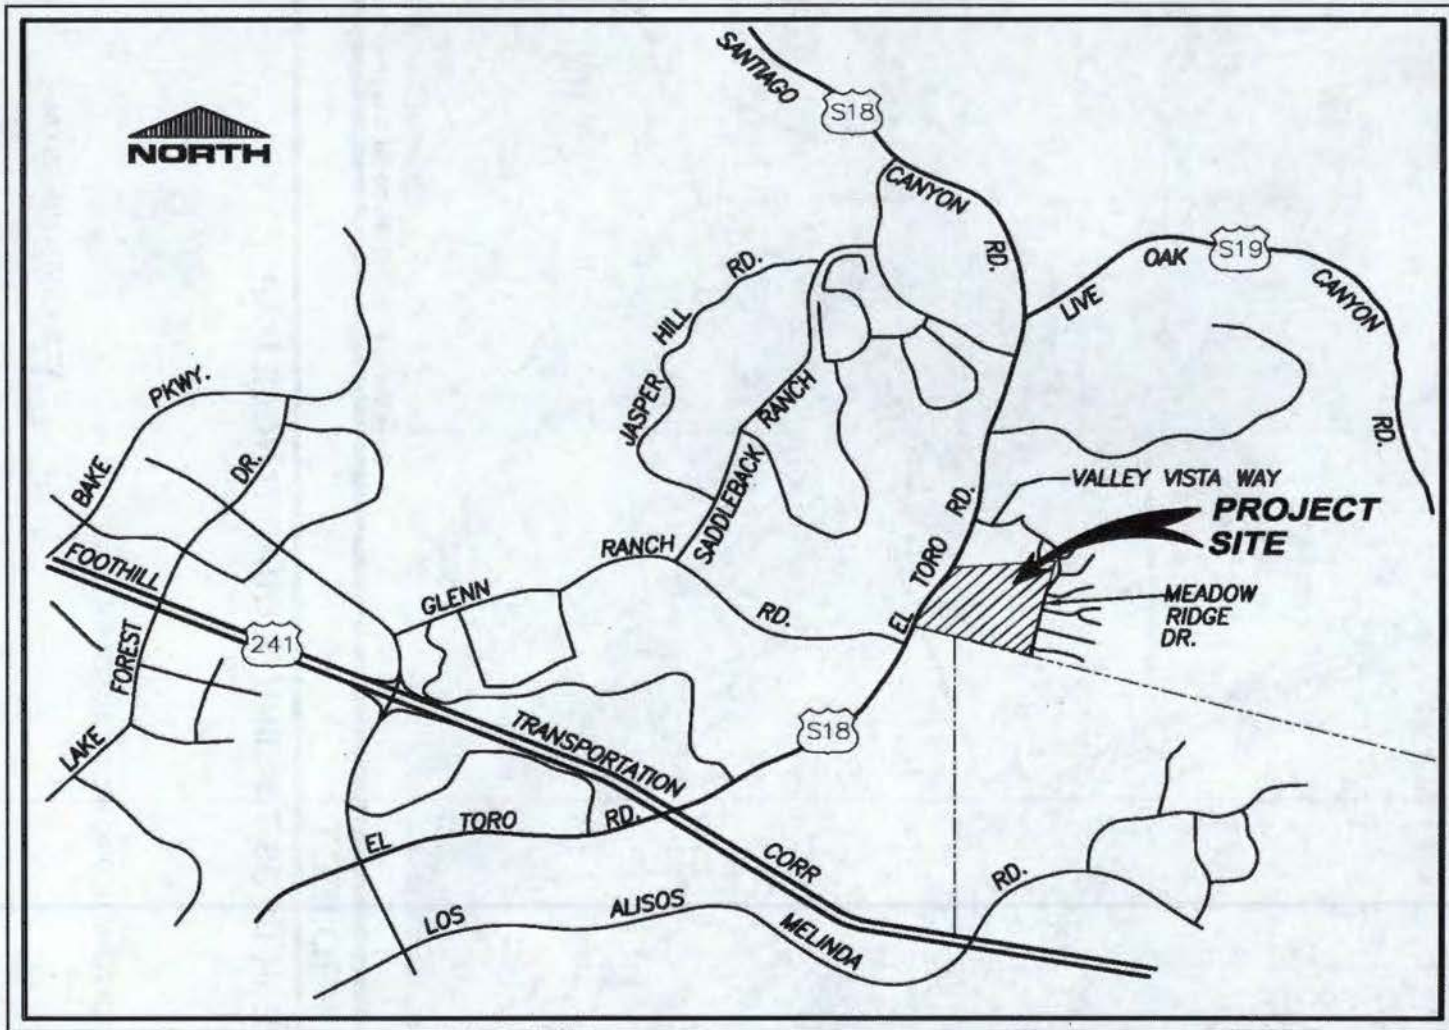 SANTIAGO
S18
CANYON
RD.
NORTH
LIVE
OAK
S19
CANYON
RD.
JASPER
HILL
RD.
BAKE
PKWY.
SADDLEBACK
RANCH
VALLEY VISTA WAY
PROJECT
SITE
MEADOW
RIDGE
DR.
EL
TORO
RD.
GLENN
RANCH
RD.
LAKE
FOREST
DR.
FOOTHILL
241
TRANSPORTATION
CORR
S18
EL
TORO
RD.
LOS
ALISOS
MELINDA
RD.